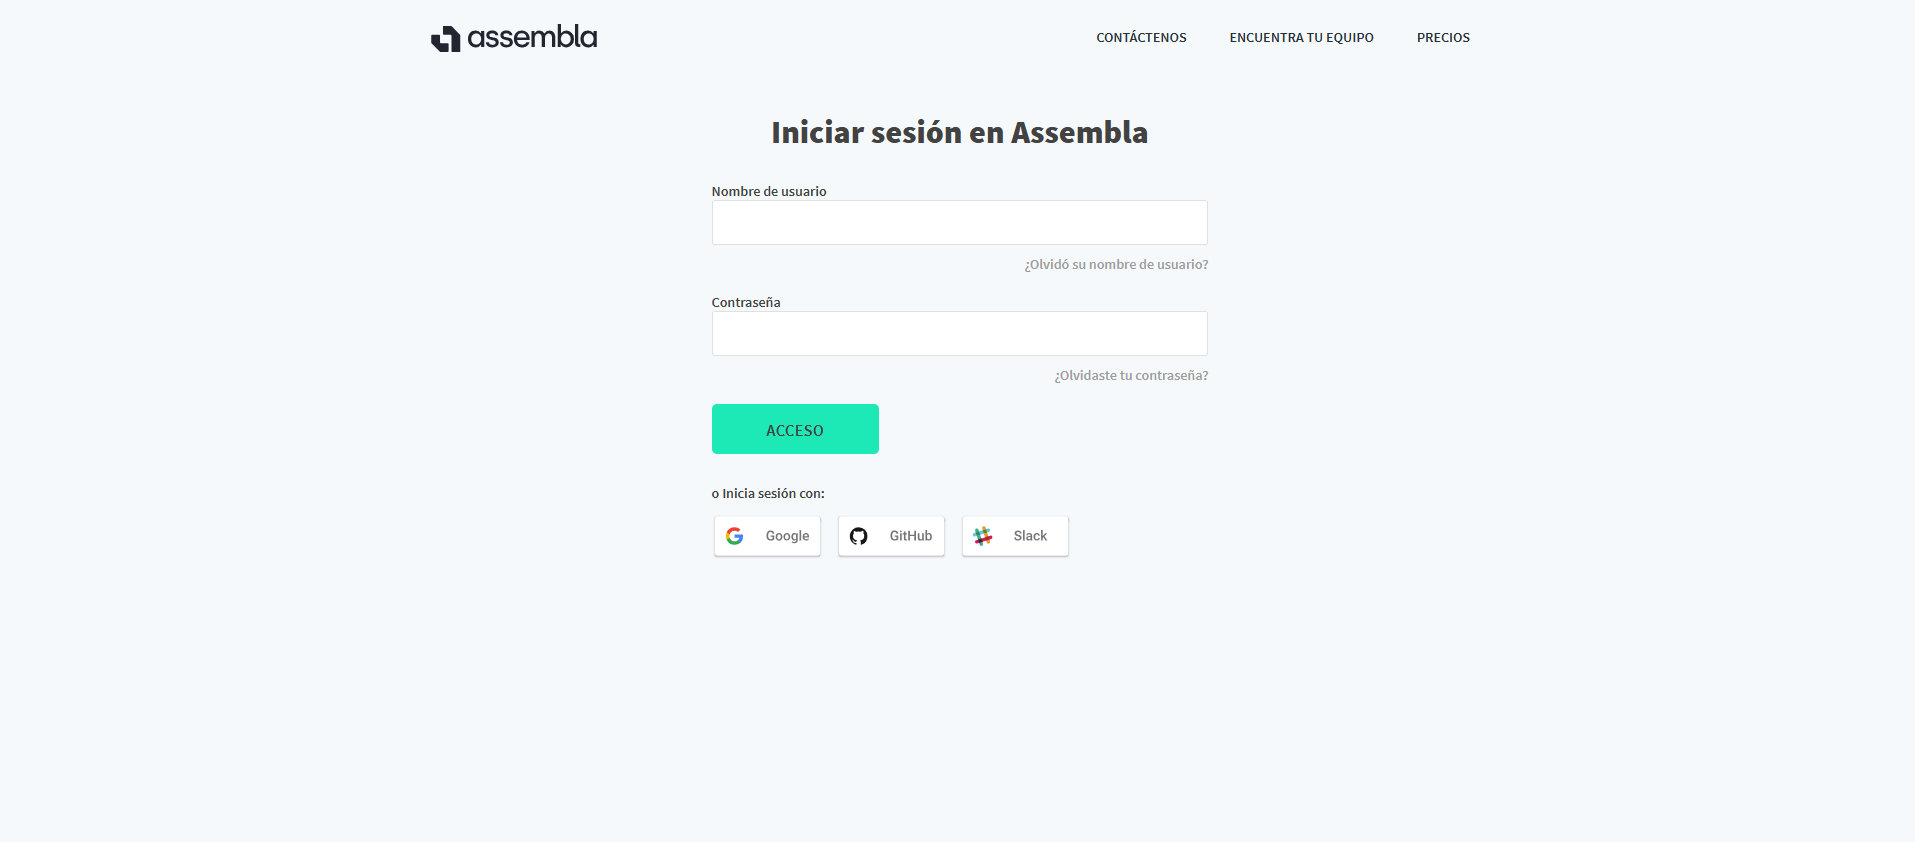 assembla
CONTÁCTENOS ENCUENTRA TU EQUIPO PRECIOS
Iniciar sesión en Assembla
Nombre de usuario
¿Olvidó su nombre de usuario?
Contraseña
¿Olvidaste tu contraseña?
ACCESO
o Inicia sesión con:
Google GitHub Slack